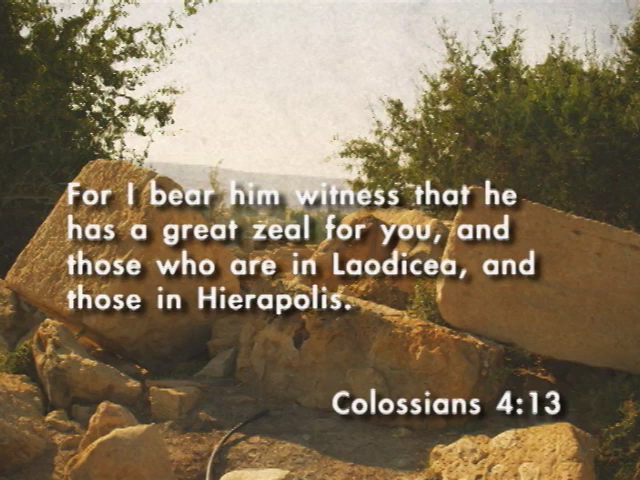 For I bear him witness that he
has a great zeal for you, and
those who are in Laodicea, and
those in Hierapolis.
Colossians 4:13